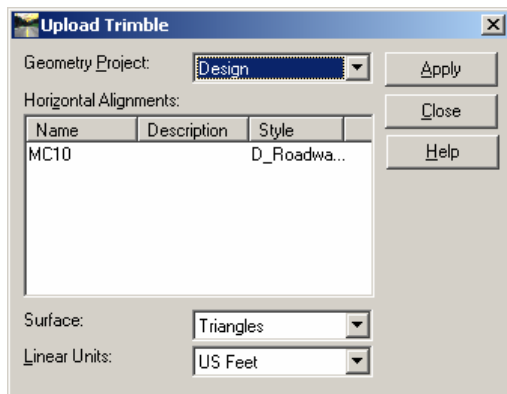 Upload Trimble
Geometry Project: Design
Apply
Horizontal Alignments:
Close
Name Description Style
Help
MC10 D_Roadwa...
Surface: Triangles
Linear Units: US Feet